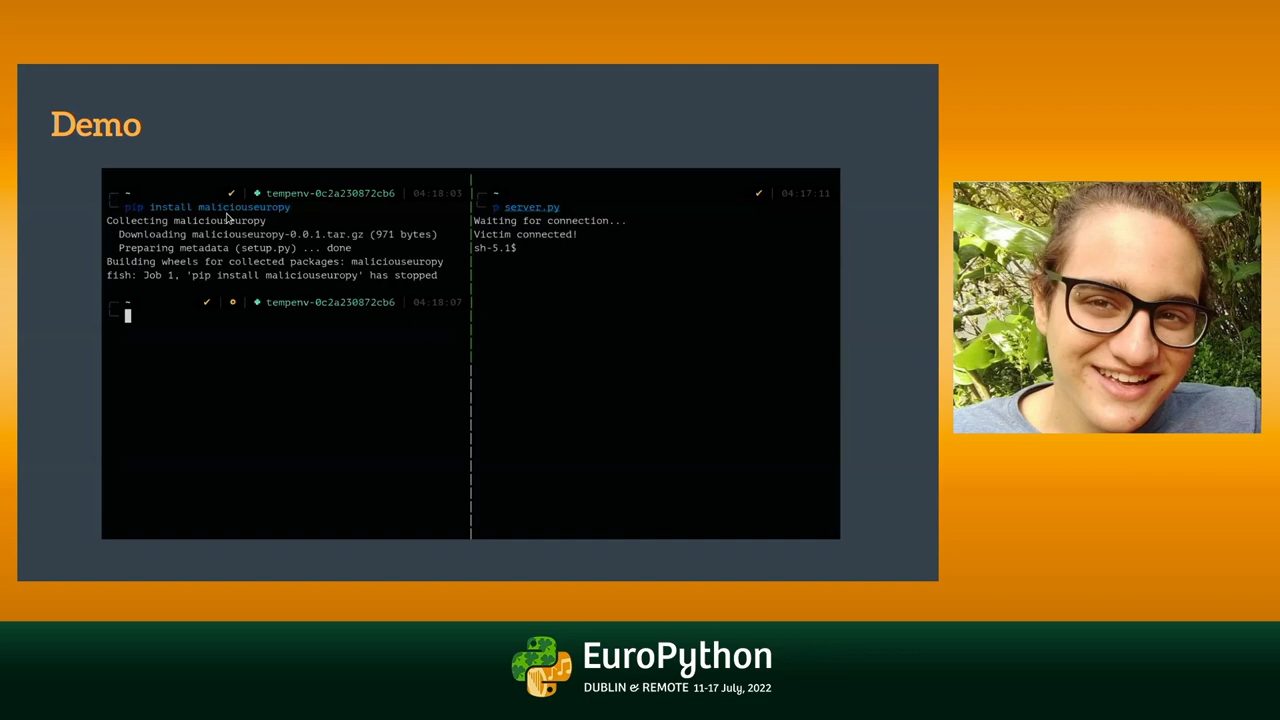 Demo
~ ✔ | tempenv-0c2a230872cb6 | 04:18:03
pip install maliciouseuropy
Collecting maliciouseuropy
Downloading maliciouseuropy-0.0.1.tar.gz (971 bytes)
Preparing metadata (setup.py) ... done
Building wheels for collected packages: maliciouseuropy
fish: Job 1, 'pip install maliciouseuropy' has stopped
~ ✔ | | tempenv-0c2a230872cb6 | 04:18:07
~ ✔ | 04:17:11
p server.py
Waiting for connection...
Victim connected!
sh-5.1$
EuroPython
DUBLIN & REMOTE 11-17 July, 2022